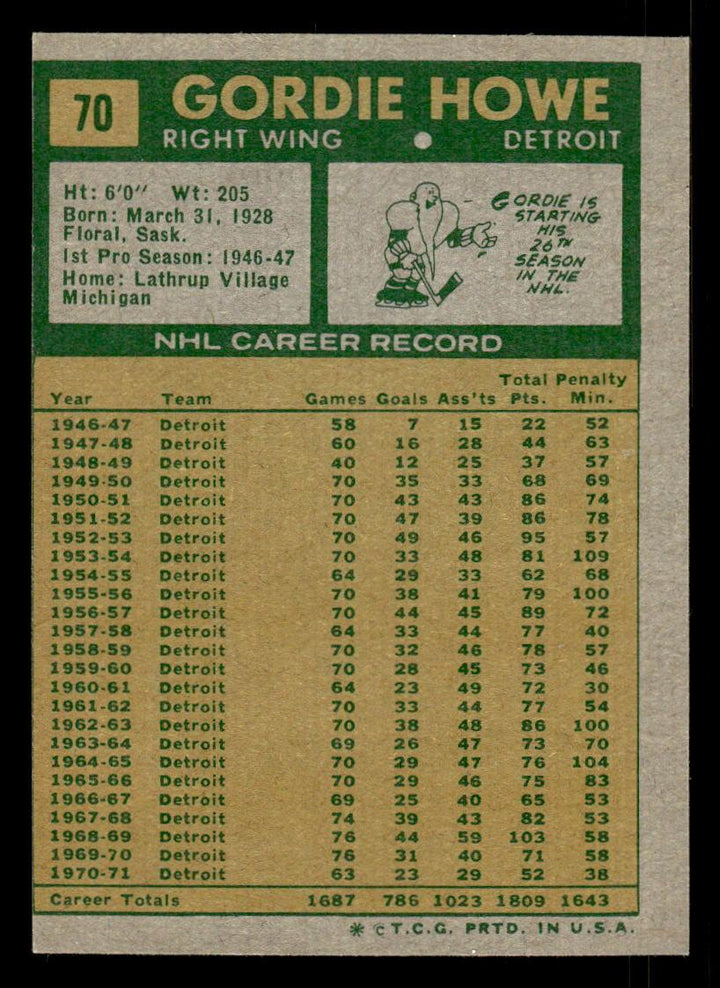 70 GORDIE HOWE
RIGHT WING • DETROIT
Ht: 6'0" Wt: 205
Born: March 31, 1928
Floral, Sask.
1st Pro Season: 1946-47
Home: Lathrup Village
Michigan
GORDIE IS
STARTING
HIS
26TH
SEASON
IN THE
NHL.
NHL CAREER RECORD
Total Penalty
Year Team Games Goals Ass'ts Pts. Min.
1946-47 Detroit 58 7 15 22 52
1947-48 Detroit 60 16 28 44 63
1948-49 Detroit 40 12 25 37 57
1949-50 Detroit 70 35 33 68 69
1950-51 Detroit 70 43 43 86 74
1951-52 Detroit 70 47 39 86 78
1952-53 Detroit 70 49 46 95 57
1953-54 Detroit 70 33 48 81 109
1954-55 Detroit 64 29 33 62 68
1955-56 Detroit 70 38 41 79 100
1956-57 Detroit 70 44 45 89 72
1957-58 Detroit 64 33 44 77 40
1958-59 Detroit 70 32 46 78 57
1959-60 Detroit 70 28 45 73 46
1960-61 Detroit 64 23 49 72 30
1961-62 Detroit 70 33 44 77 54
1962-63 Detroit 70 38 48 86 100
1963-64 Detroit 69 26 47 73 70
1964-65 Detroit 70 29 47 76 104
1965-66 Detroit 70 29 46 75 83
1966-67 Detroit 69 25 40 65 53
1967-68 Detroit 74 39 43 82 53
1968-69 Detroit 76 44 59 103 58
1969-70 Detroit 76 31 40 71 58
1970-71 Detroit 63 23 29 52 38
Career Totals 1687 786 1023 1809 1643
* © T.C.G. PRTD. IN U.S.A.